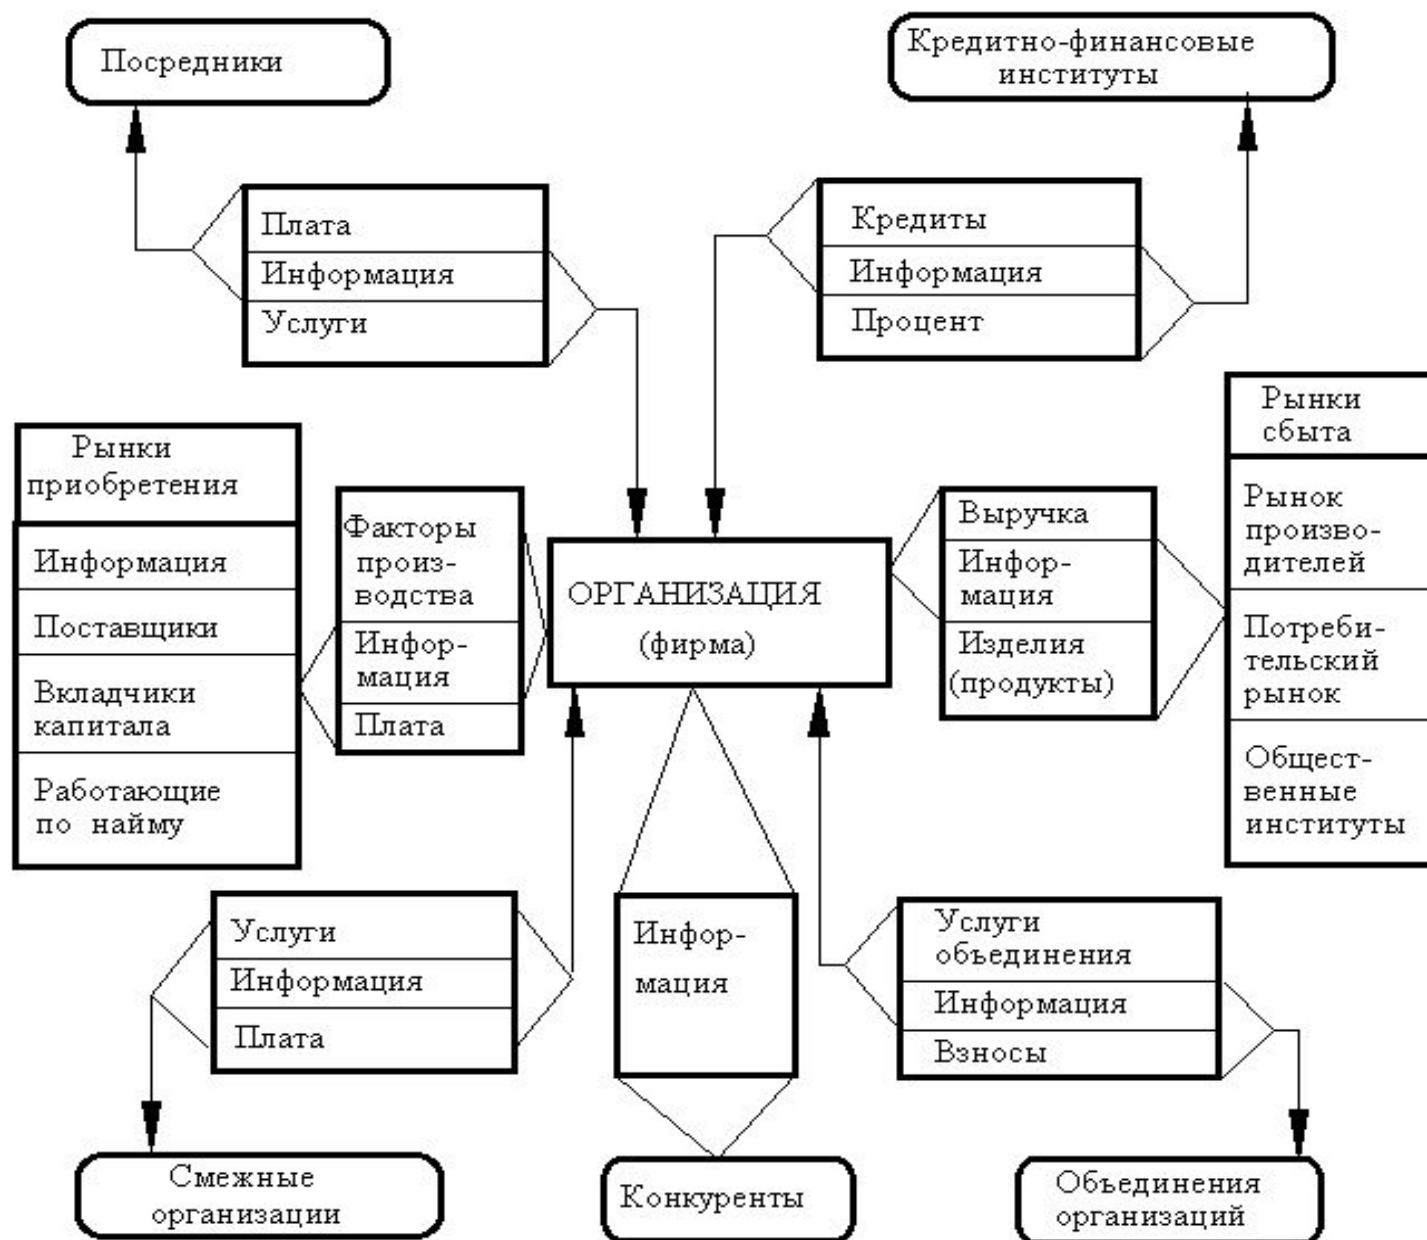 Посредники
Кредитно-финансовые
институты
Плата
Информация
Услуги
Кредиты
Информация
Процент
Рынки
приобретения
Информация
Поставщики
Вкладчики
капитала
Работающие
по найму
Факторы
произ-
водства
Инфор-
мация
Плата
ОРГАНИЗАЦИЯ
(фирма)
Выручка
Инфор-
мация
Изделия
(продукты)
Рынки
сбыта
Рынок
произво-
дителей
Потреби-
тельский
рынок
Общест-
венные
институты
Услуги
Информация
Плата
Инфор-
мация
Услуги
объединения
Информация
Взносы
Смежные
организации
Конкуренты
Объединения
организаций